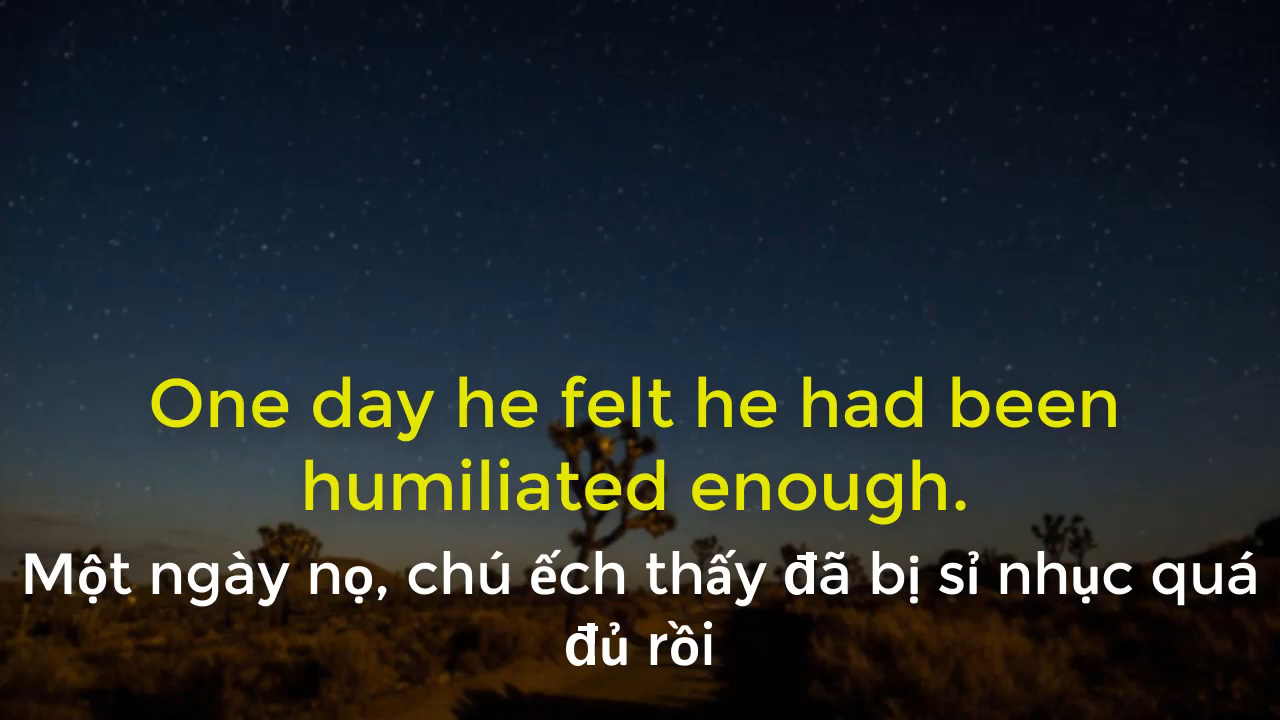 One day he felt he had been
humiliated enough.
Một ngày nọ, chú ếch thấy đã bị sỉ nhục quá
đủ rồi